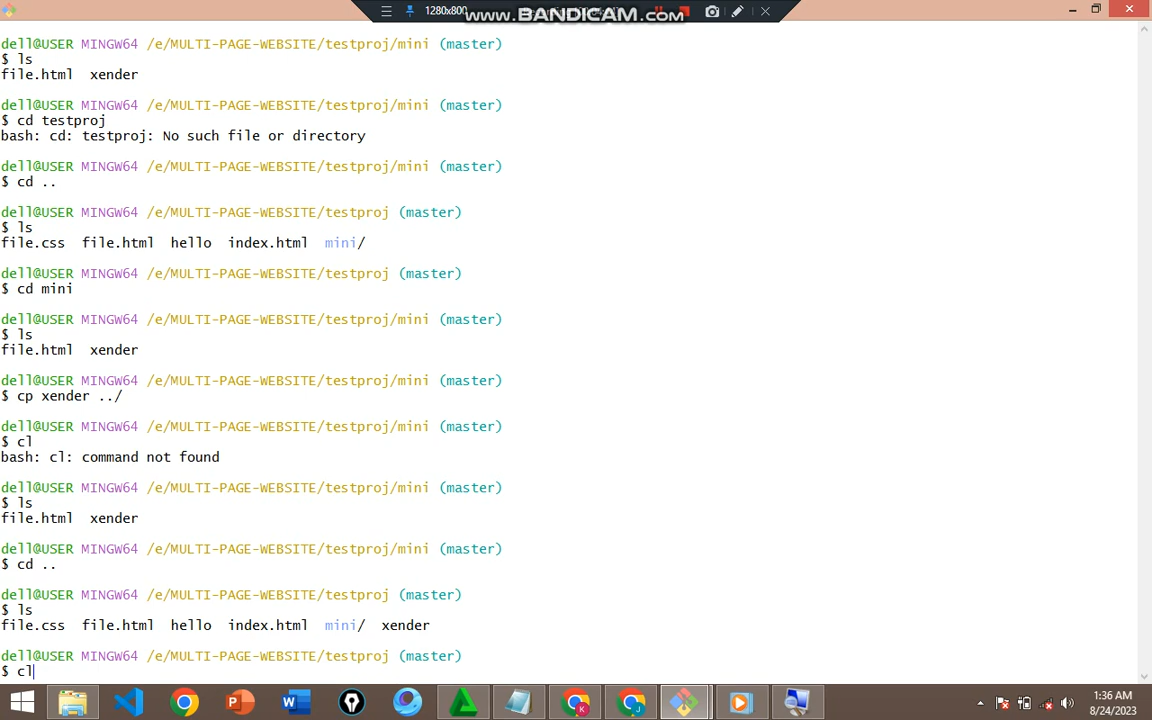 1280x800
www.BANDICAM.com
dell@USER MINGW64 /e/MULTI-PAGE-WEBSITE/testproj/mini (master)
$ ls
file.html  xender
dell@USER MINGW64 /e/MULTI-PAGE-WEBSITE/testproj/mini (master)
$ cd testproj
bash: cd: testproj: No such file or directory
dell@USER MINGW64 /e/MULTI-PAGE-WEBSITE/testproj/mini (master)
$ cd ..
dell@USER MINGW64 /e/MULTI-PAGE-WEBSITE/testproj (master)
$ ls
file.css  file.html  hello  index.html  mini/
dell@USER MINGW64 /e/MULTI-PAGE-WEBSITE/testproj (master)
$ cd mini
dell@USER MINGW64 /e/MULTI-PAGE-WEBSITE/testproj/mini (master)
$ ls
file.html  xender
dell@USER MINGW64 /e/MULTI-PAGE-WEBSITE/testproj/mini (master)
$ cp xender ../
dell@USER MINGW64 /e/MULTI-PAGE-WEBSITE/testproj/mini (master)
$ cl
bash: cl: command not found
dell@USER MINGW64 /e/MULTI-PAGE-WEBSITE/testproj/mini (master)
$ ls
file.html  xender
dell@USER MINGW64 /e/MULTI-PAGE-WEBSITE/testproj/mini (master)
$ cd ..
dell@USER MINGW64 /e/MULTI-PAGE-WEBSITE/testproj (master)
$ ls
file.css  file.html  hello  index.html  mini/  xender
dell@USER MINGW64 /e/MULTI-PAGE-WEBSITE/testproj (master)
$ cl
1:36 AM
8/24/2023